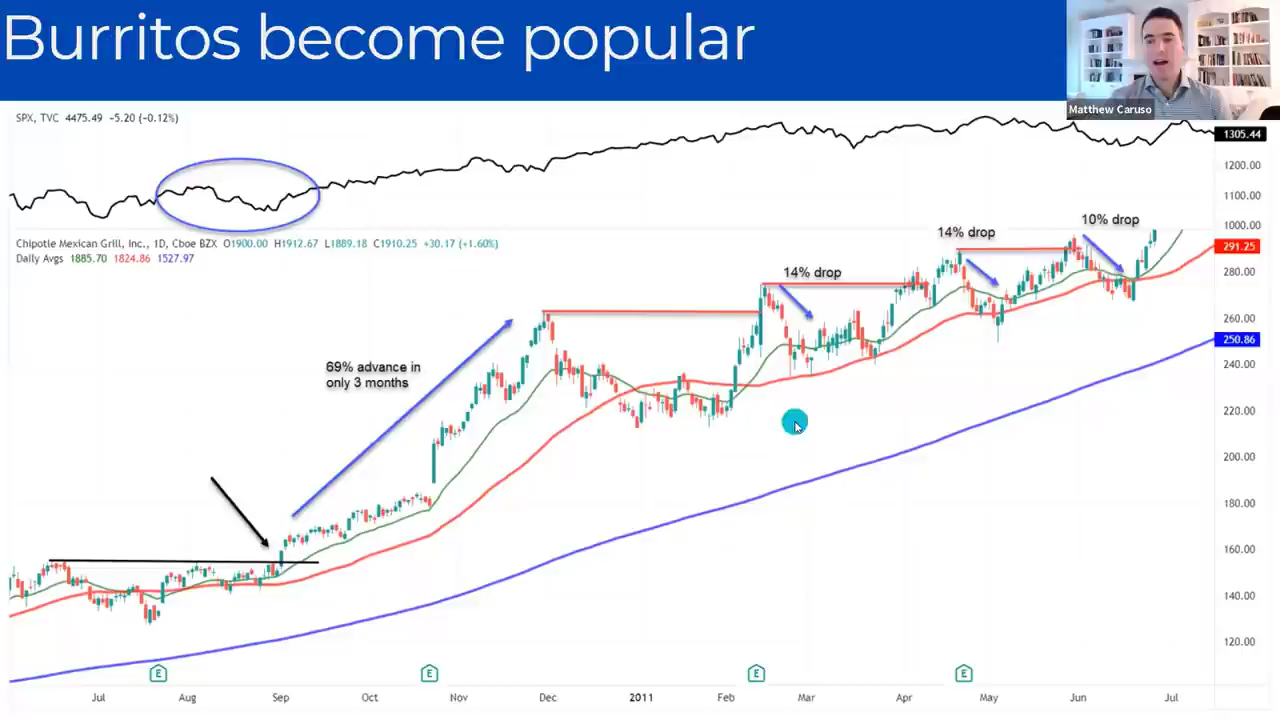 Burritos become popular
Matthew Caruso
SPX, TVC 4475.49 −5.20 (−0.12%)
1305.44
1200.00
1100.00
1000.00
Chipotle Mexican Grill, Inc., 1D, Cboe BZX O1900.00 H1912.67 L1889.18 C1910.25 +30.17 (+1.60%)
Daily Avgs 1885.70 1824.86 1527.97
10% drop
14% drop
14% drop
291.25
280.00
260.00
250.86
240.00
220.00
200.00
180.00
160.00
140.00
120.00
69% advance in
only 3 months
E E E E
Jul Aug Sep Oct Nov Dec 2011 Feb Mar Apr May Jun Jul